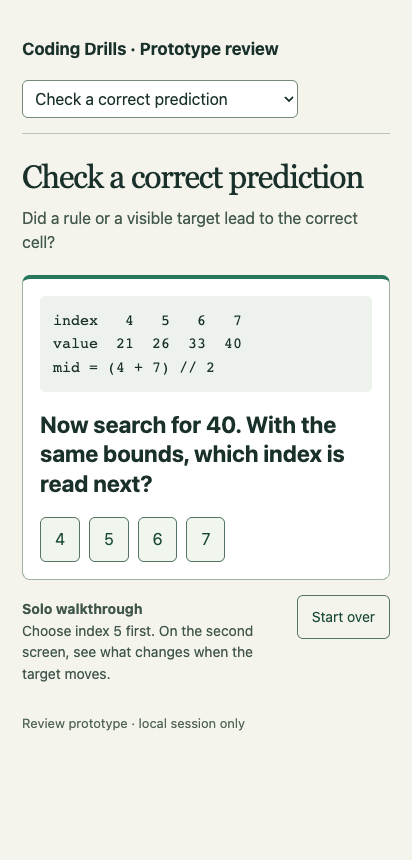 Coding Drills · Prototype review
Check a correct prediction
Check a correct prediction
Did a rule or a visible target lead to the correct
cell?
index   4   5   6   7
value  21  26  33  40
mid = (4 + 7) // 2
Now search for 40. With the
same bounds, which index is
read next?
4 5 6 7
Solo walkthrough
Choose index 5 first. On the second
screen, see what changes when the
target moves.
Start over
Review prototype · local session only